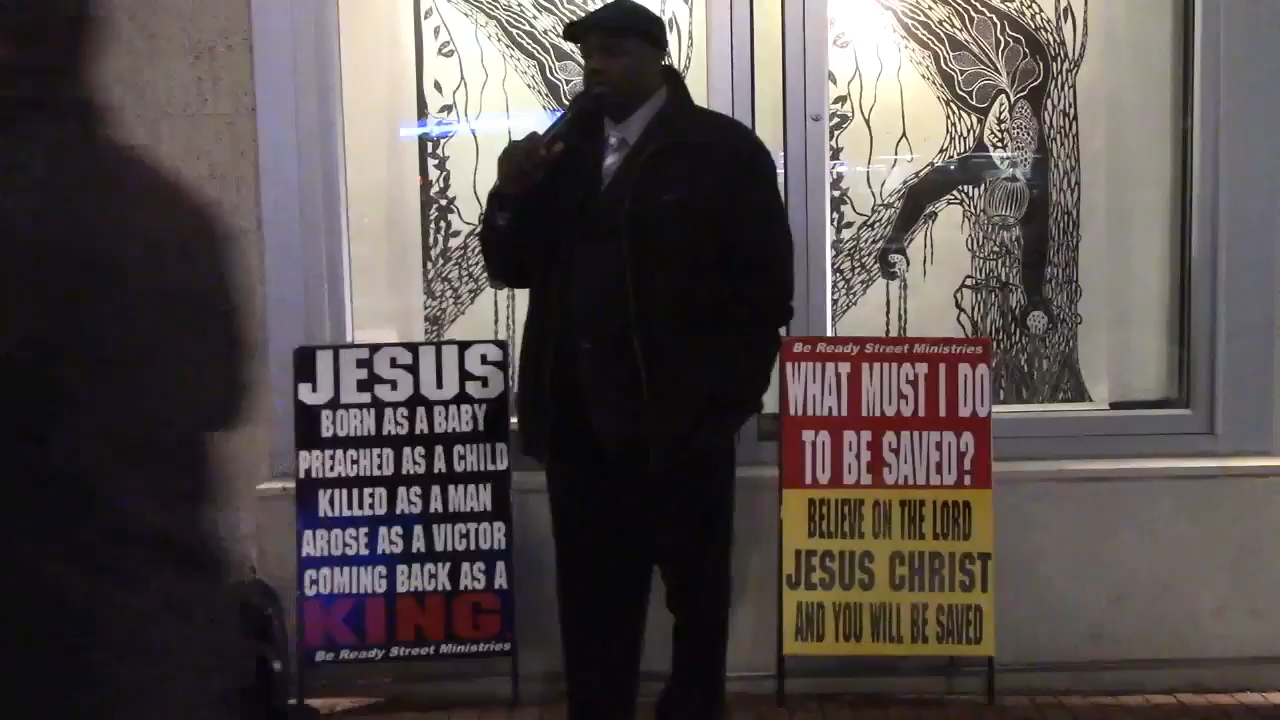 JESUS
BORN AS A BABY
PREACHED AS A CHILD
KILLED AS A MAN
AROSE AS A VICTOR
COMING BACK AS A
KING
Be Ready Street Ministries
Be Ready Street Ministries
WHAT MUST I DO
TO BE SAVED?
BELIEVE ON THE LORD
JESUS CHRIST
AND YOU WILL BE SAVED